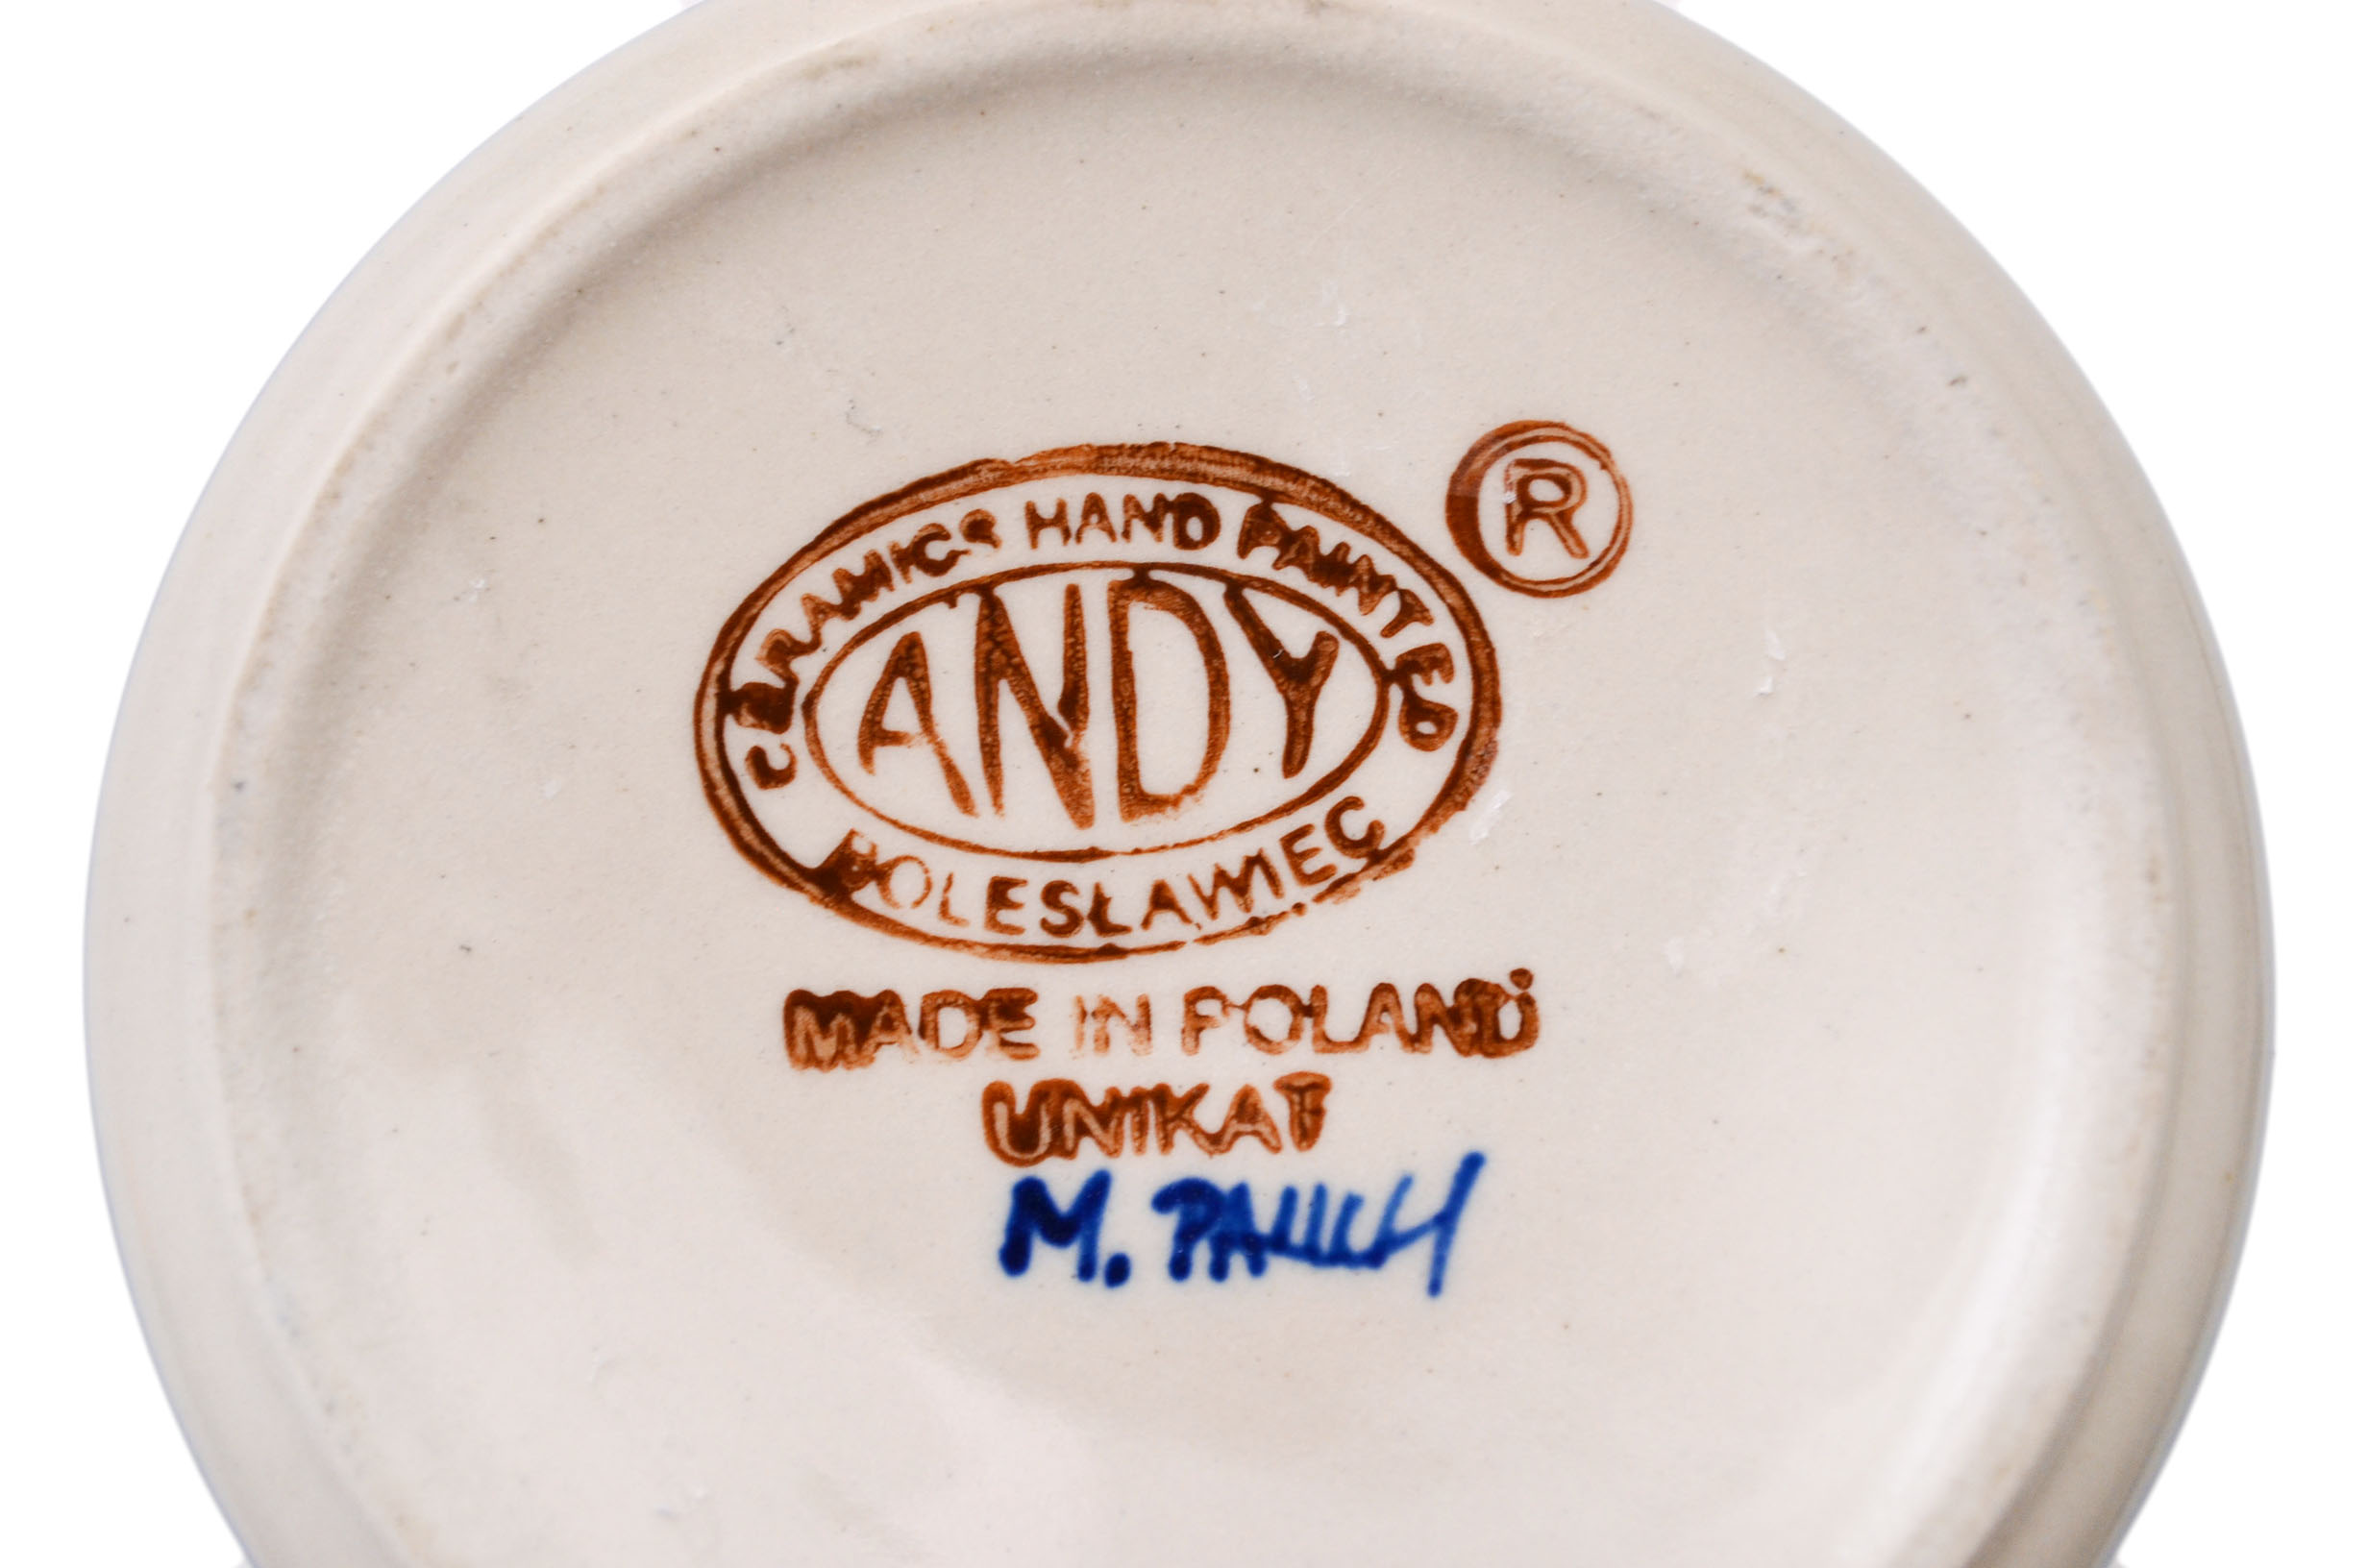 CERAMICS HAND PAINTED
®
ANDY
BOLESŁAWIEC
MADE IN POLAND
UNIKAT
M.